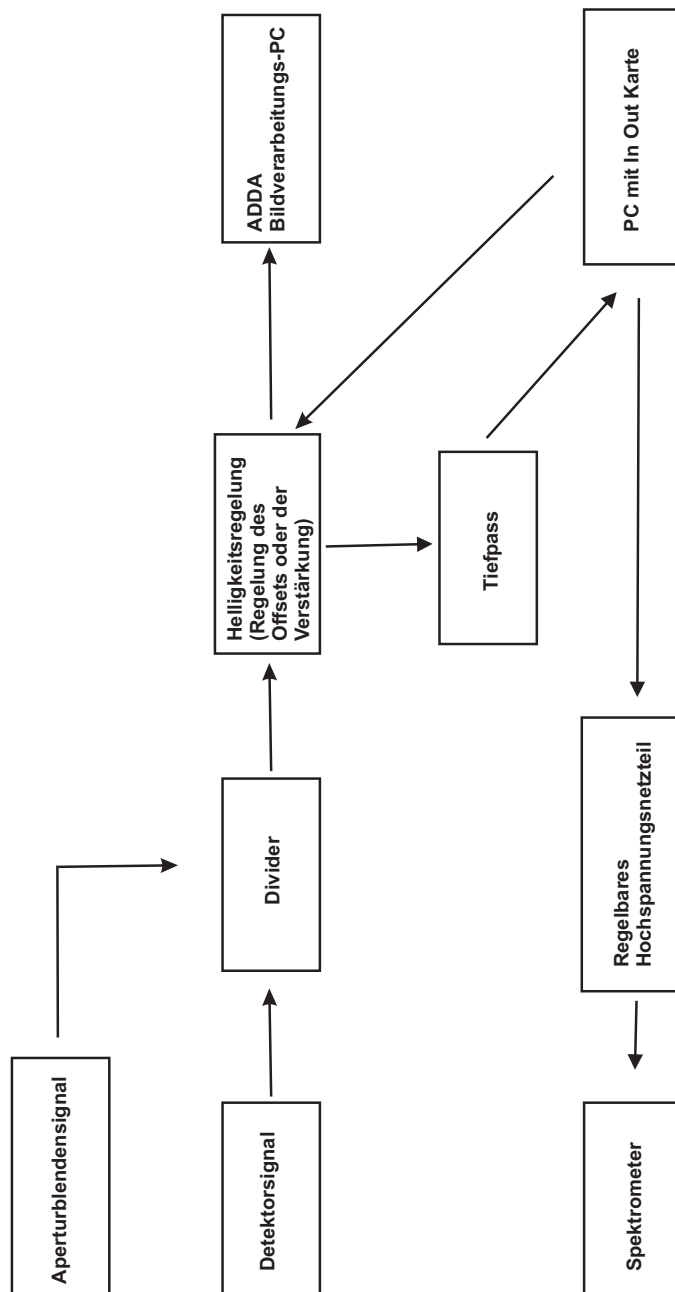 Aperturblendensignal
Detektorsignal
Divider
Helligkeitsregelung
(Regelung des
Offsets oder der
Verstärkung)
ADDA
Bildverarbeitungs-PC
Tiefpass
Spektrometer
Regelbares
Hochspannungsnetzteil
PC mit In Out Karte